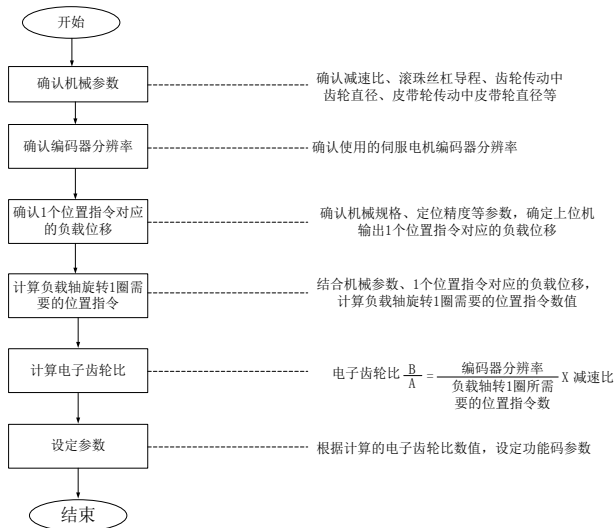 开始
确认机械参数
确认减速比、滚珠丝杠导程、齿轮传动中
齿轮直径、皮带轮传动中皮带轮直径等
确认编码器分辨率
确认使用的伺服电机编码器分辨率
确认1个位置指令对应
的负载位移
确认机械规格、定位精度等参数，确定上位机
输出1个位置指令对应的负载位移
计算负载轴旋转1圈需
要的位置指令
结合机械参数、1个位置指令对应的负载位移，
计算负载轴旋转1圈需要的位置指令数值
计算电子齿轮比
电子齿轮比 B/A = 编码器分辨率
负载轴转1圈所需
要的位置指令数
X 减速比
设定参数
根据计算的电子齿轮比数值，设定功能码参数
结束